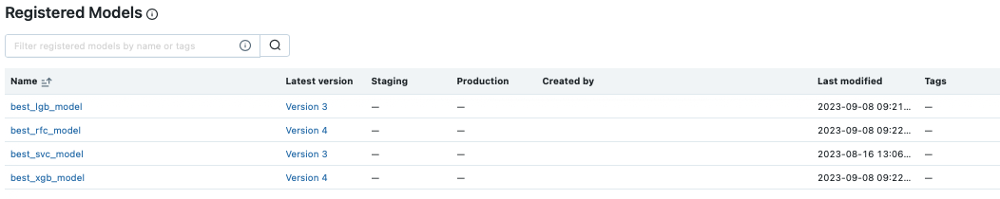 Registered Models
Filter registered models by name or tags
Name Latest version Staging Production Created by Last modified Tags
best_lgb_model Version 3 — — 2023-09-08 09:21... —
best_rfc_model Version 4 — — 2023-09-08 09:22... —
best_svc_model Version 3 — — 2023-08-16 13:06... —
best_xgb_model Version 4 — — 2023-09-08 09:22... —